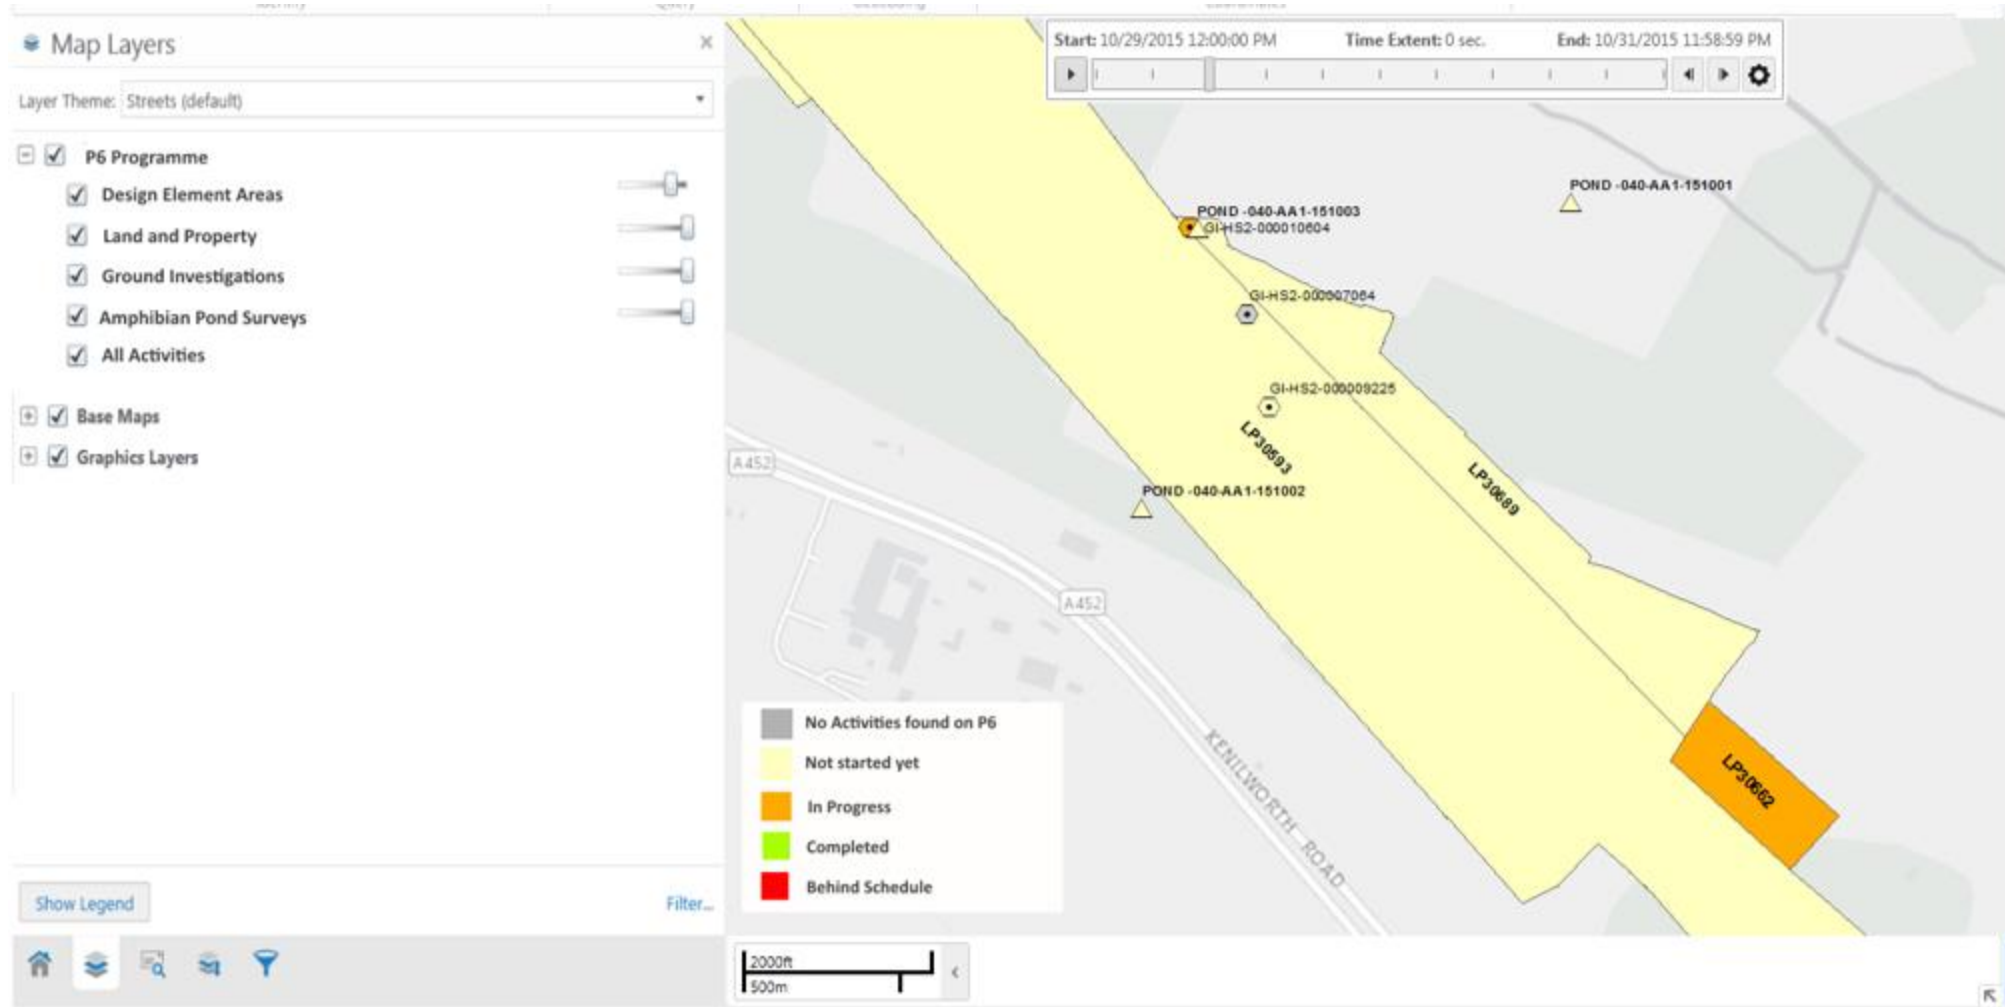 Map Layers
Layer Theme: Streets (default)
P6 Programme
Design Element Areas
Land and Property
Ground Investigations
Amphibian Pond Surveys
All Activities
Base Maps
Graphics Layers
Show Legend
Filter...
Start: 10/29/2015 12:00:00 PM Time Extent: 0 sec. End: 10/31/2015 11:58:59 PM
POND -040-AA1-151001
POND -040-AA1-151003
GI-HS2-000010604
GI-HS2-000007064
GI-HS2-000009225
LP30593
LP30689
A452
POND -040-AA1-151002
A452
KENILWORTH ROAD
LP30662
No Activities found on P6
Not started yet
In Progress
Completed
Behind Schedule
2000ft
500m